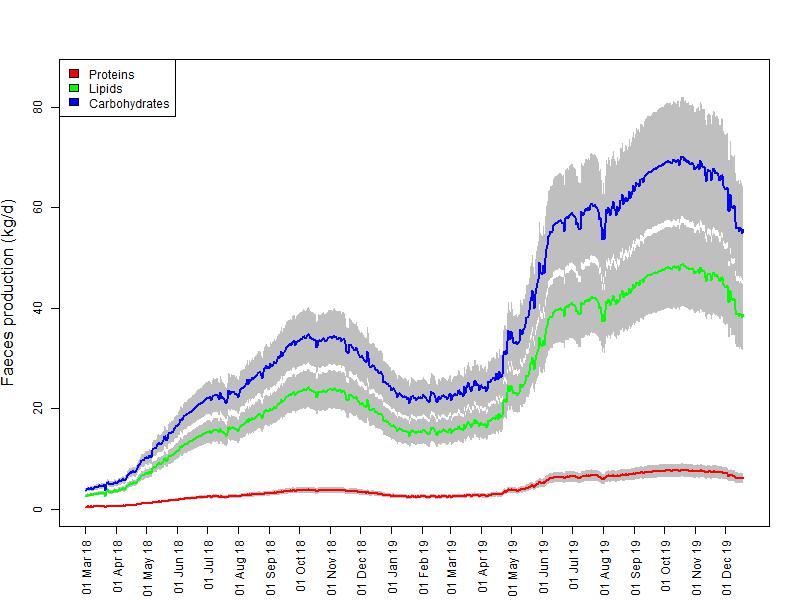 Proteins
Lipids
Carbohydrates
Faeces production (kg/d)
80
60
40
20
0
01 Mar 18
01 Apr 18
01 May 18
01 Jun 18
01 Jul 18
01 Aug 18
01 Sep 18
01 Oct 18
01 Nov 18
01 Dec 18
01 Jan 19
01 Feb 19
01 Mar 19
01 Apr 19
01 May 19
01 Jun 19
01 Jul 19
01 Aug 19
01 Sep 19
01 Oct 19
01 Nov 19
01 Dec 19